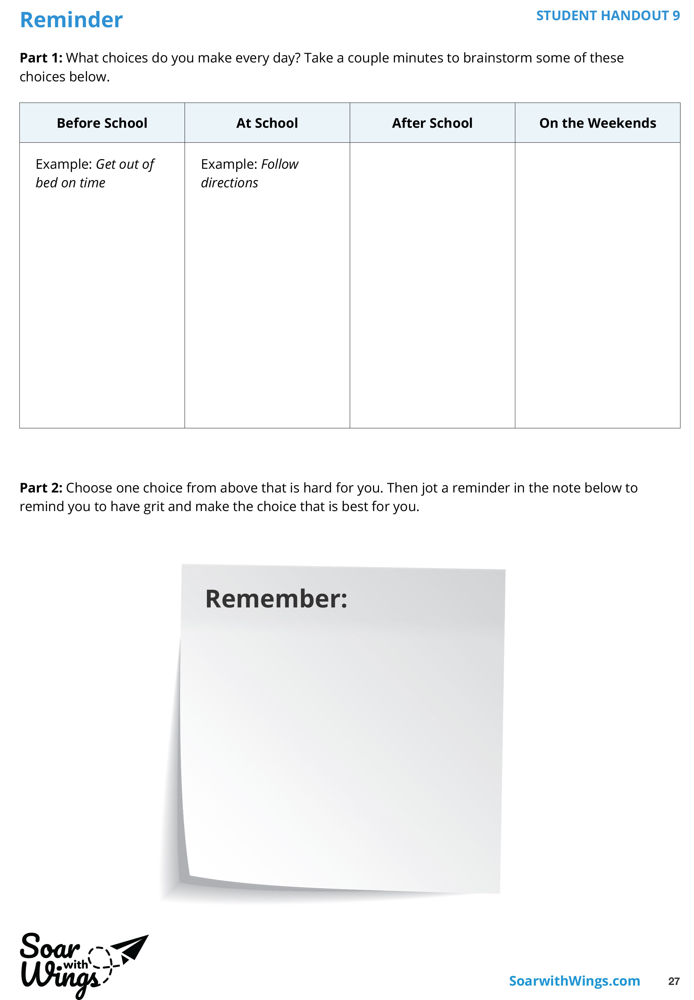 Reminder
STUDENT HANDOUT 9
Part 1: What choices do you make every day? Take a couple minutes to brainstorm some of these
choices below.
Before School
At School
After School
On the Weekends
Example: Get out of
bed on time
Example: Follow
directions
Part 2: Choose one choice from above that is hard for you. Then jot a reminder in the note below to
remind you to have grit and make the choice that is best for you.
Remember:
Soar
with
Wings
SoarwithWings.com
27